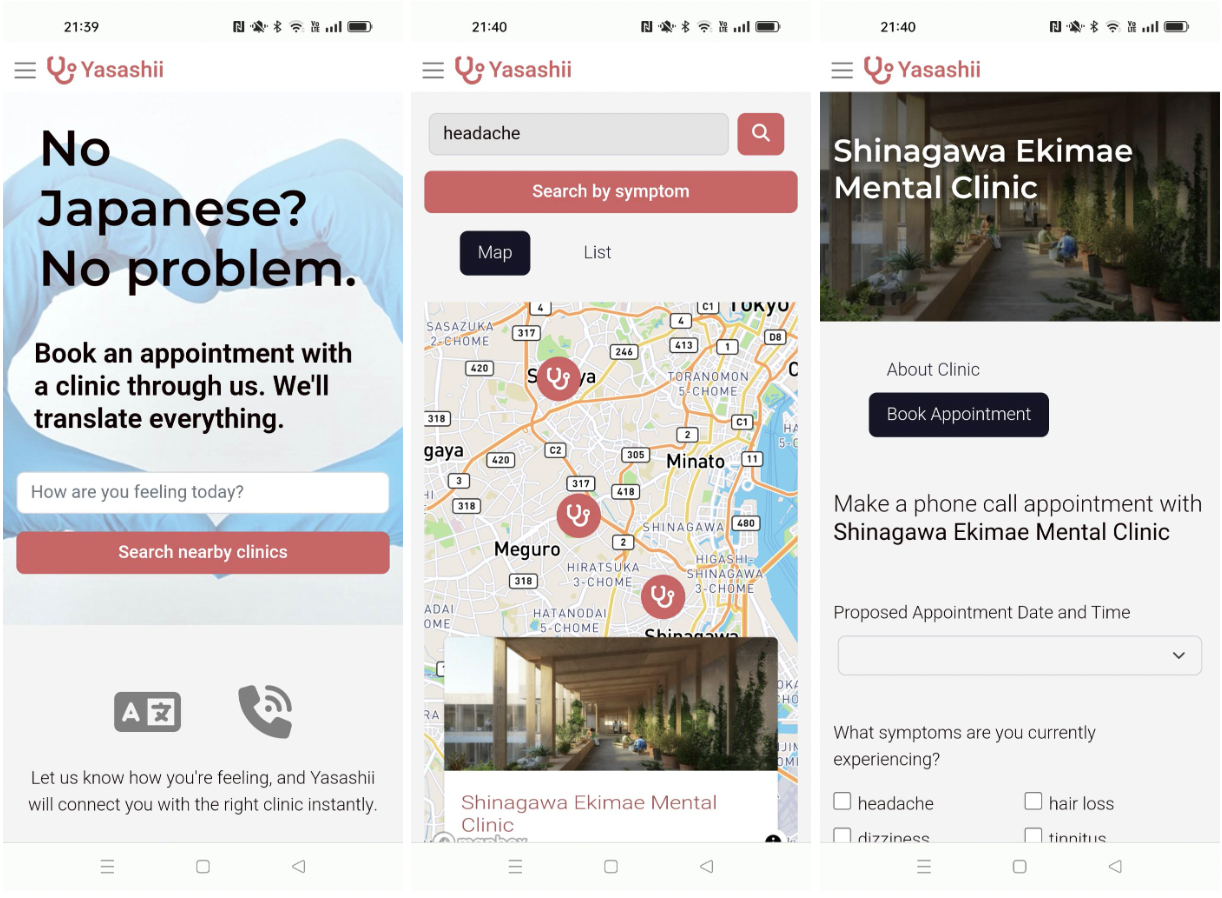 21:39
Yasashii
No
Japanese?
No problem.
Book an appointment with
a clinic through us. We'll
translate everything.
How are you feeling today?
Search nearby clinics
A 文
Let us know how you're feeling, and Yasashii
will connect you with the right clinic instantly.
21:40
Yasashii
headache
Search by symptom
Map
List
4
C1
Tokyo
SASAZUKA
2-CHOME
317
4
D8
246
413
1
420
TORANOMON
5-CHOME
318
C1
2
gaya
420
C2
305
Minato
11
3
317
418
318
SHINAGAWA
480
Meguro
2
HIGASHI-
SHINAGAWA
3-CHOME
HIRATSUKA
3-CHOME
318
HATANODAI
5-CHOME
Shinagawa
Shinagawa Ekimae Mental
Clinic
mapbox
21:40
Yasashii
Shinagawa Ekimae
Mental Clinic
About Clinic
Book Appointment
Make a phone call appointment with
Shinagawa Ekimae Mental Clinic
Proposed Appointment Date and Time
What symptoms are you currently
experiencing?
headache
hair loss
dizziness
tinnitus